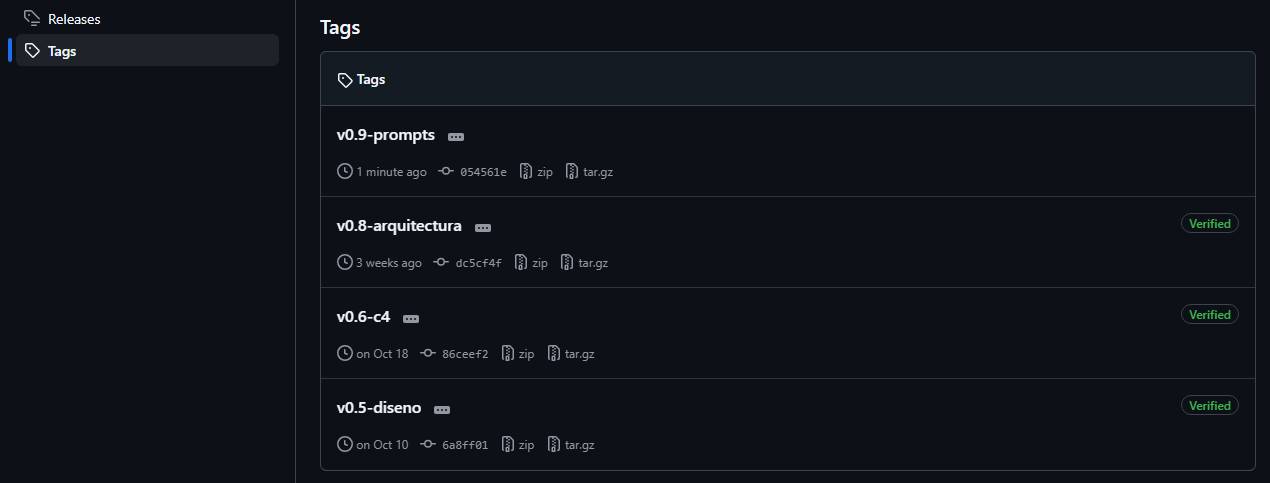 Releases
Tags
Tags
Tags
v0.9-prompts
1 minute ago 054561e zip tar.gz
v0.8-arquitectura Verified
3 weeks ago dc5cf4f zip tar.gz
v0.6-c4 Verified
on Oct 18 86ceef2 zip tar.gz
v0.5-diseno Verified
on Oct 10 6a8ff01 zip tar.gz